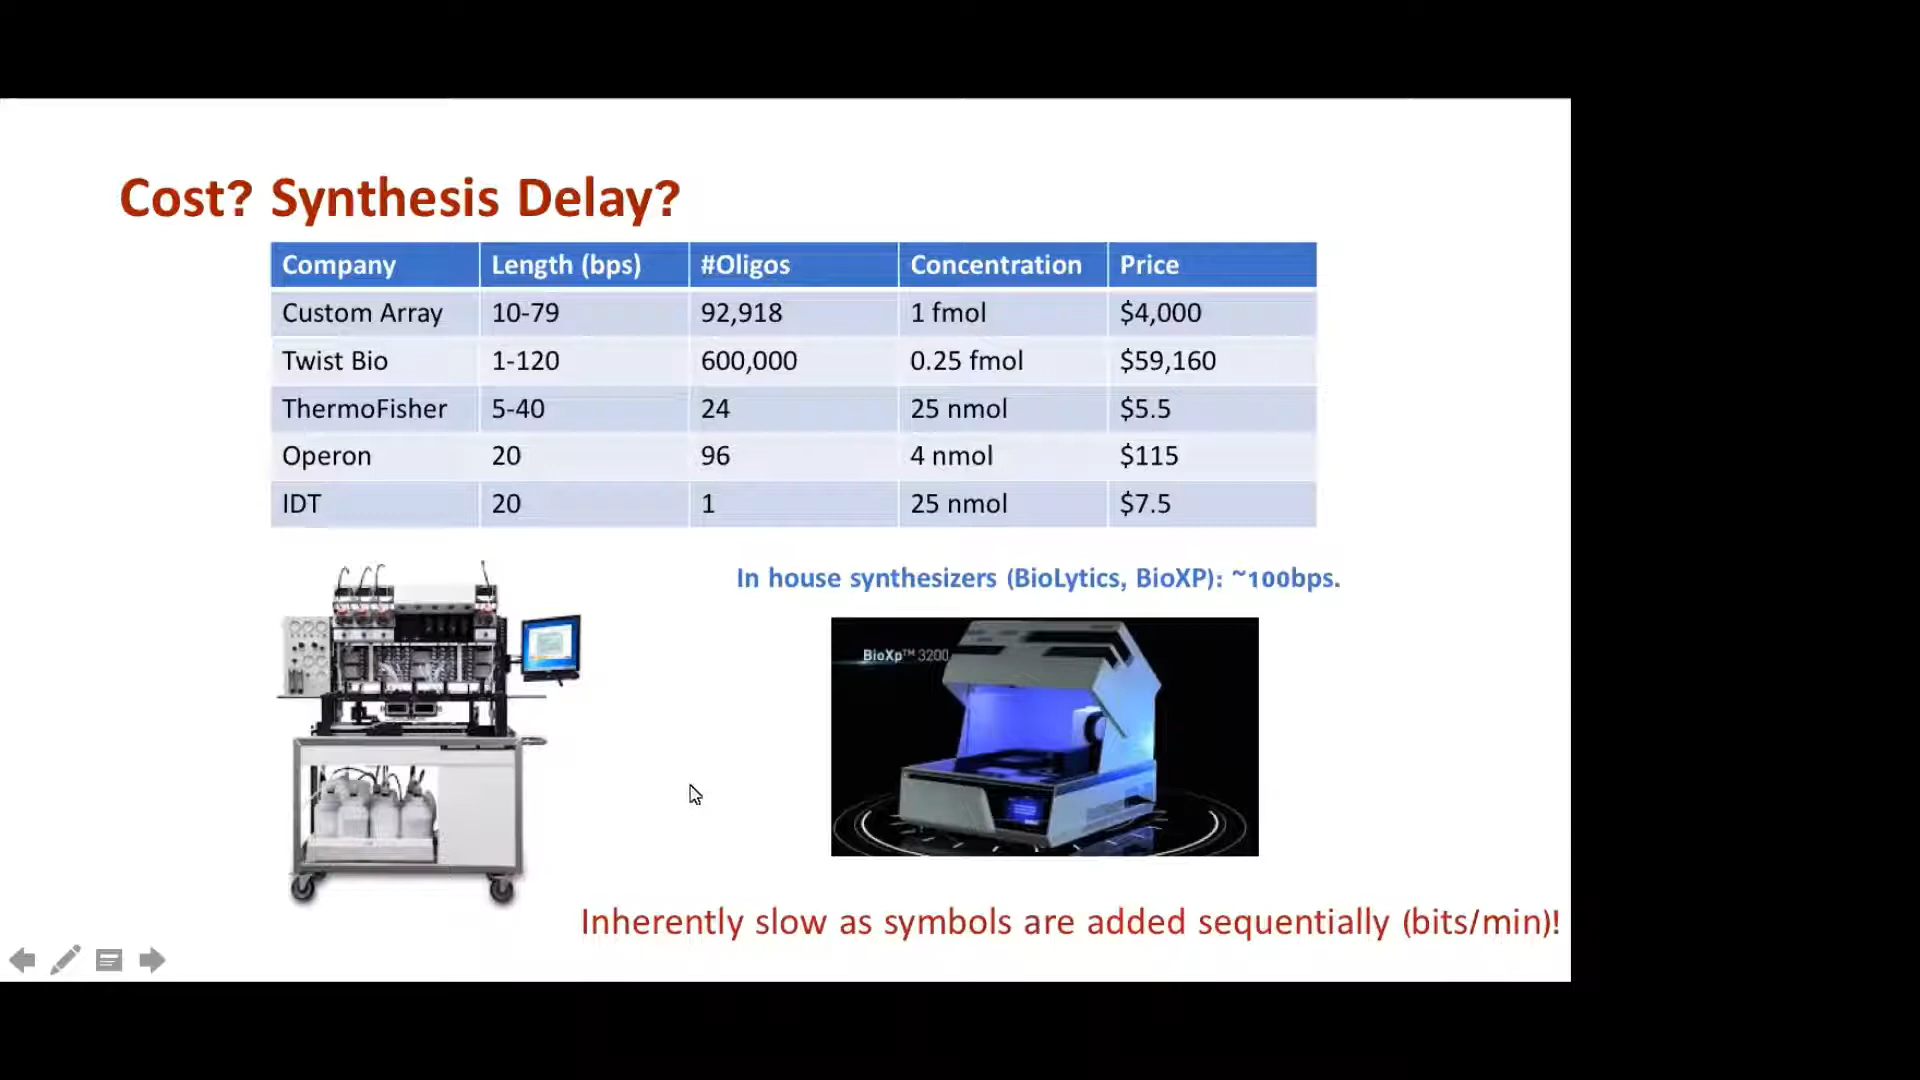 Cost? Synthesis Delay?
Company Length (bps) #Oligos Concentration Price
Custom Array 10-79 92,918 1 fmol $4,000
Twist Bio 1-120 600,000 0.25 fmol $59,160
ThermoFisher 5-40 24 25 nmol $5.5
Operon 20 96 4 nmol $115
IDT 20 1 25 nmol $7.5
In house synthesizers (BioLytics, BioXP): ~100bps.
BioXp™ 3200
Inherently slow as symbols are added sequentially (bits/min)!